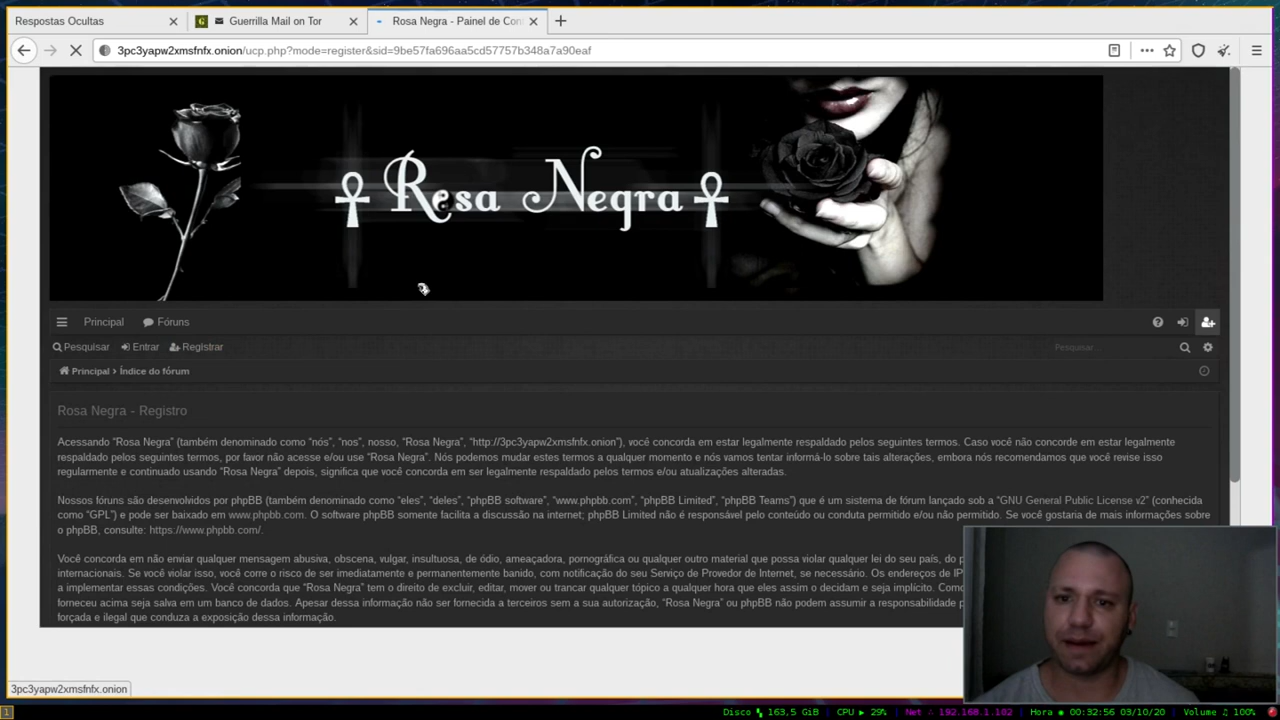 Respostas Ocultas
Guerrilla Mail on Tor
Rosa Negra - Painel de Con
3pc3yapw2xmsfnfx.onion/ucp.php?mode=register&sid=9be57fa696aa5cd57757b348a7a90eaf
Rosa Negra
Principal Fóruns
Pesquisar Entrar Registrar Pesquisar...
Principal Índice do fórum
Rosa Negra - Registro
Acessando “Rosa Negra” (também denominado como “nós”, “nos”, nosso, “Rosa Negra”, “http://3pc3yapw2xmsfnfx.onion”), você concorda em estar legalmente respaldado pelos seguintes termos. Caso você não concorde em estar legalmente
respaldado pelos seguintes termos, por favor não acesse e/ou use “Rosa Negra”. Nós podemos mudar estes termos a qualquer momento e nós vamos tentar informá-lo sobre tais alterações, embora nós recomendamos que você revise isso
regularmente e continuado usando “Rosa Negra” depois, significa que você concorda em ser legalmente respaldado pelos termos e/ou atualizações alteradas.
Nossos fóruns são desenvolvidos por phpBB (também denominado como “eles”, “deles”, “phpBB software”, “www.phpbb.com”, “phpBB Limited”, “phpBB Teams”) que é um sistema de fórum lançado sob a “GNU General Public License v2” (conhecida
como “GPL”) e pode ser baixado em www.phpbb.com. O software phpBB somente facilita a discussão na internet; phpBB Limited não é responsável pelo conteúdo ou conduta permitido e/ou não permitido. Se você gostaria de mais informações sobre
o phpBB, consulte: https://www.phpbb.com/.
Você concorda em não enviar qualquer mensagem abusiva, obscena, vulgar, insultuosa, de ódio, ameaçadora, pornográfica ou qualquer outro material que possa violar qualquer lei do seu país, do p
internacionais. Se você violar isso, você corre o risco de ser imediatamente e permanentemente banido, com notificação do seu Serviço de Provedor de Internet, se necessário. Os endereços de IP
a implementar essas condições. Você concorda que “Rosa Negra” tem o direito de excluir, editar, mover ou trancar qualquer tópico a qualquer hora que eles assim o decidam e seja implícito. Como
forneceu acima seja salva em um banco de dados. Apesar dessa informação não ser fornecida a terceiros sem a sua autorização, “Rosa Negra” ou phpBB não podem assumir a responsabilidade p
forçada e ilegal que conduza a exposição dessa informação.
3pc3yapw2xmsfnfx.onion
1 Disco 163,5 GiB CPU 29% Net 192.168.1.102 Hora 00:32:56 03/10/20 Volume 100%